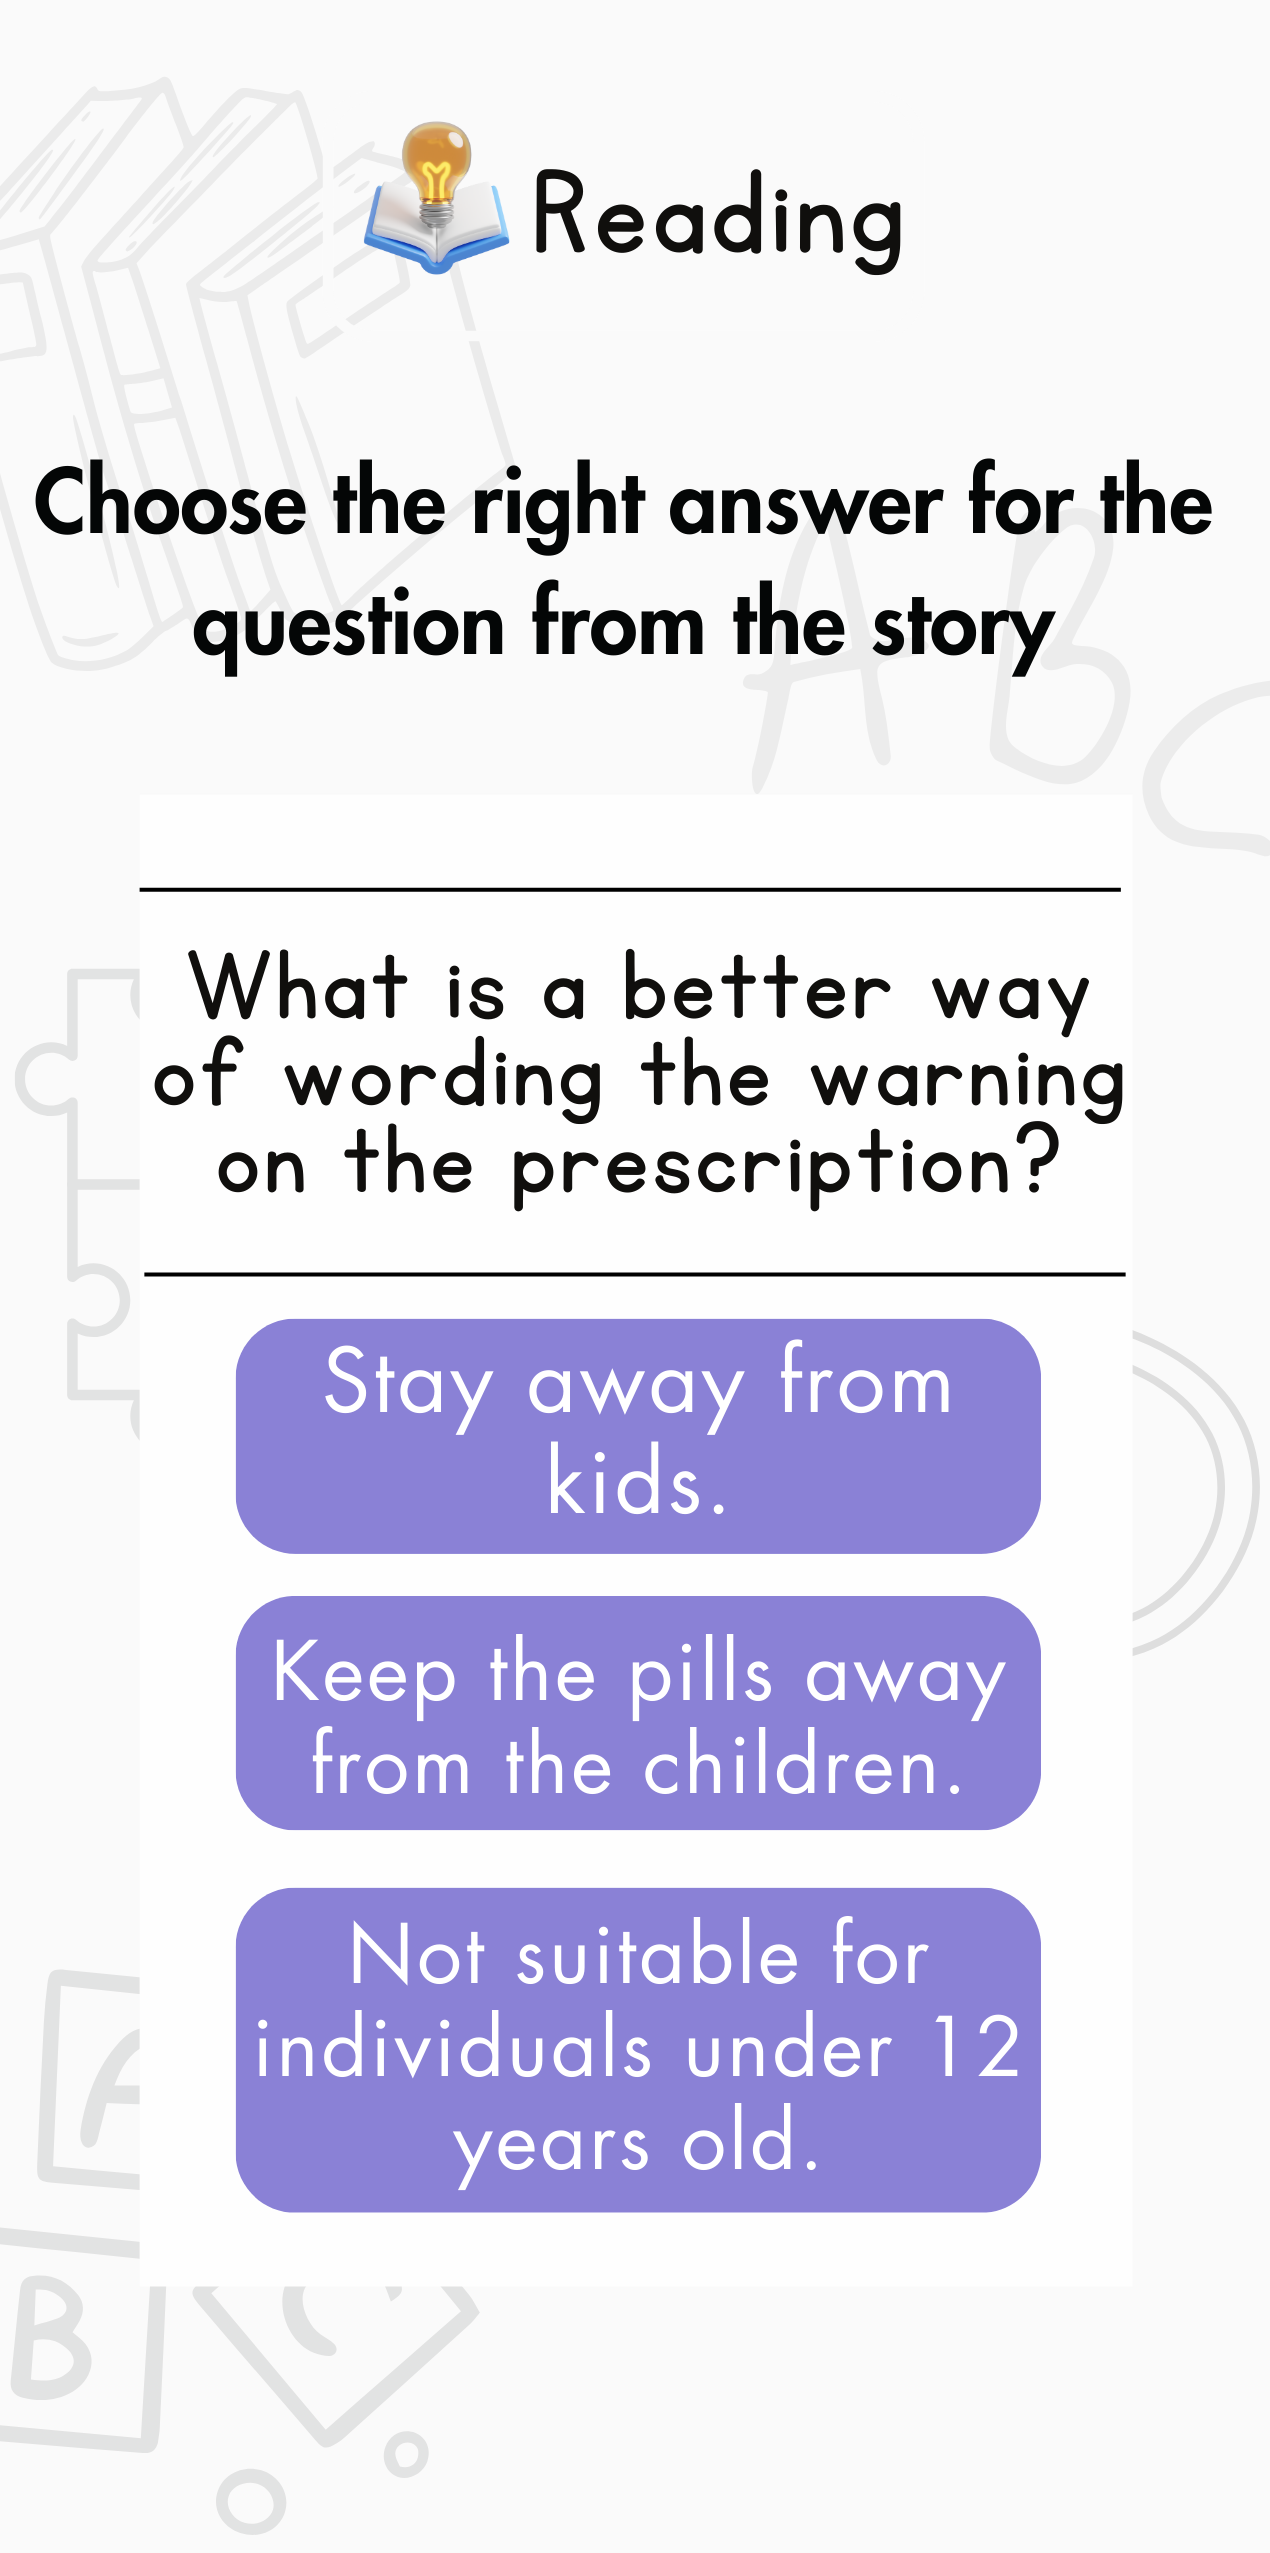 Reading
Choose the right answer for the
question from the story
What is a better way
of wording the warning
on the prescription?
Stay away from
kids.
Keep the pills away
from the children.
Not suitable for
individuals under 12
years old.
A B
A
B